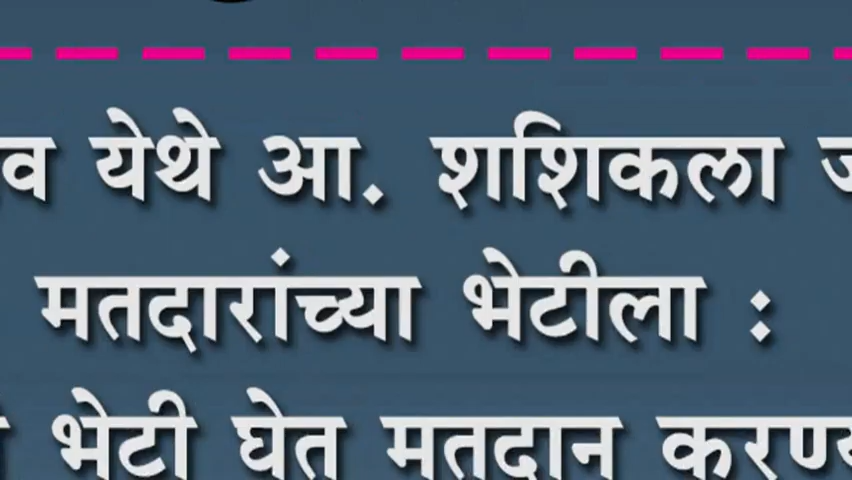 येथे आ. शशिकला
मतदारांच्या भेटीला :
भेटी घेत मतदान